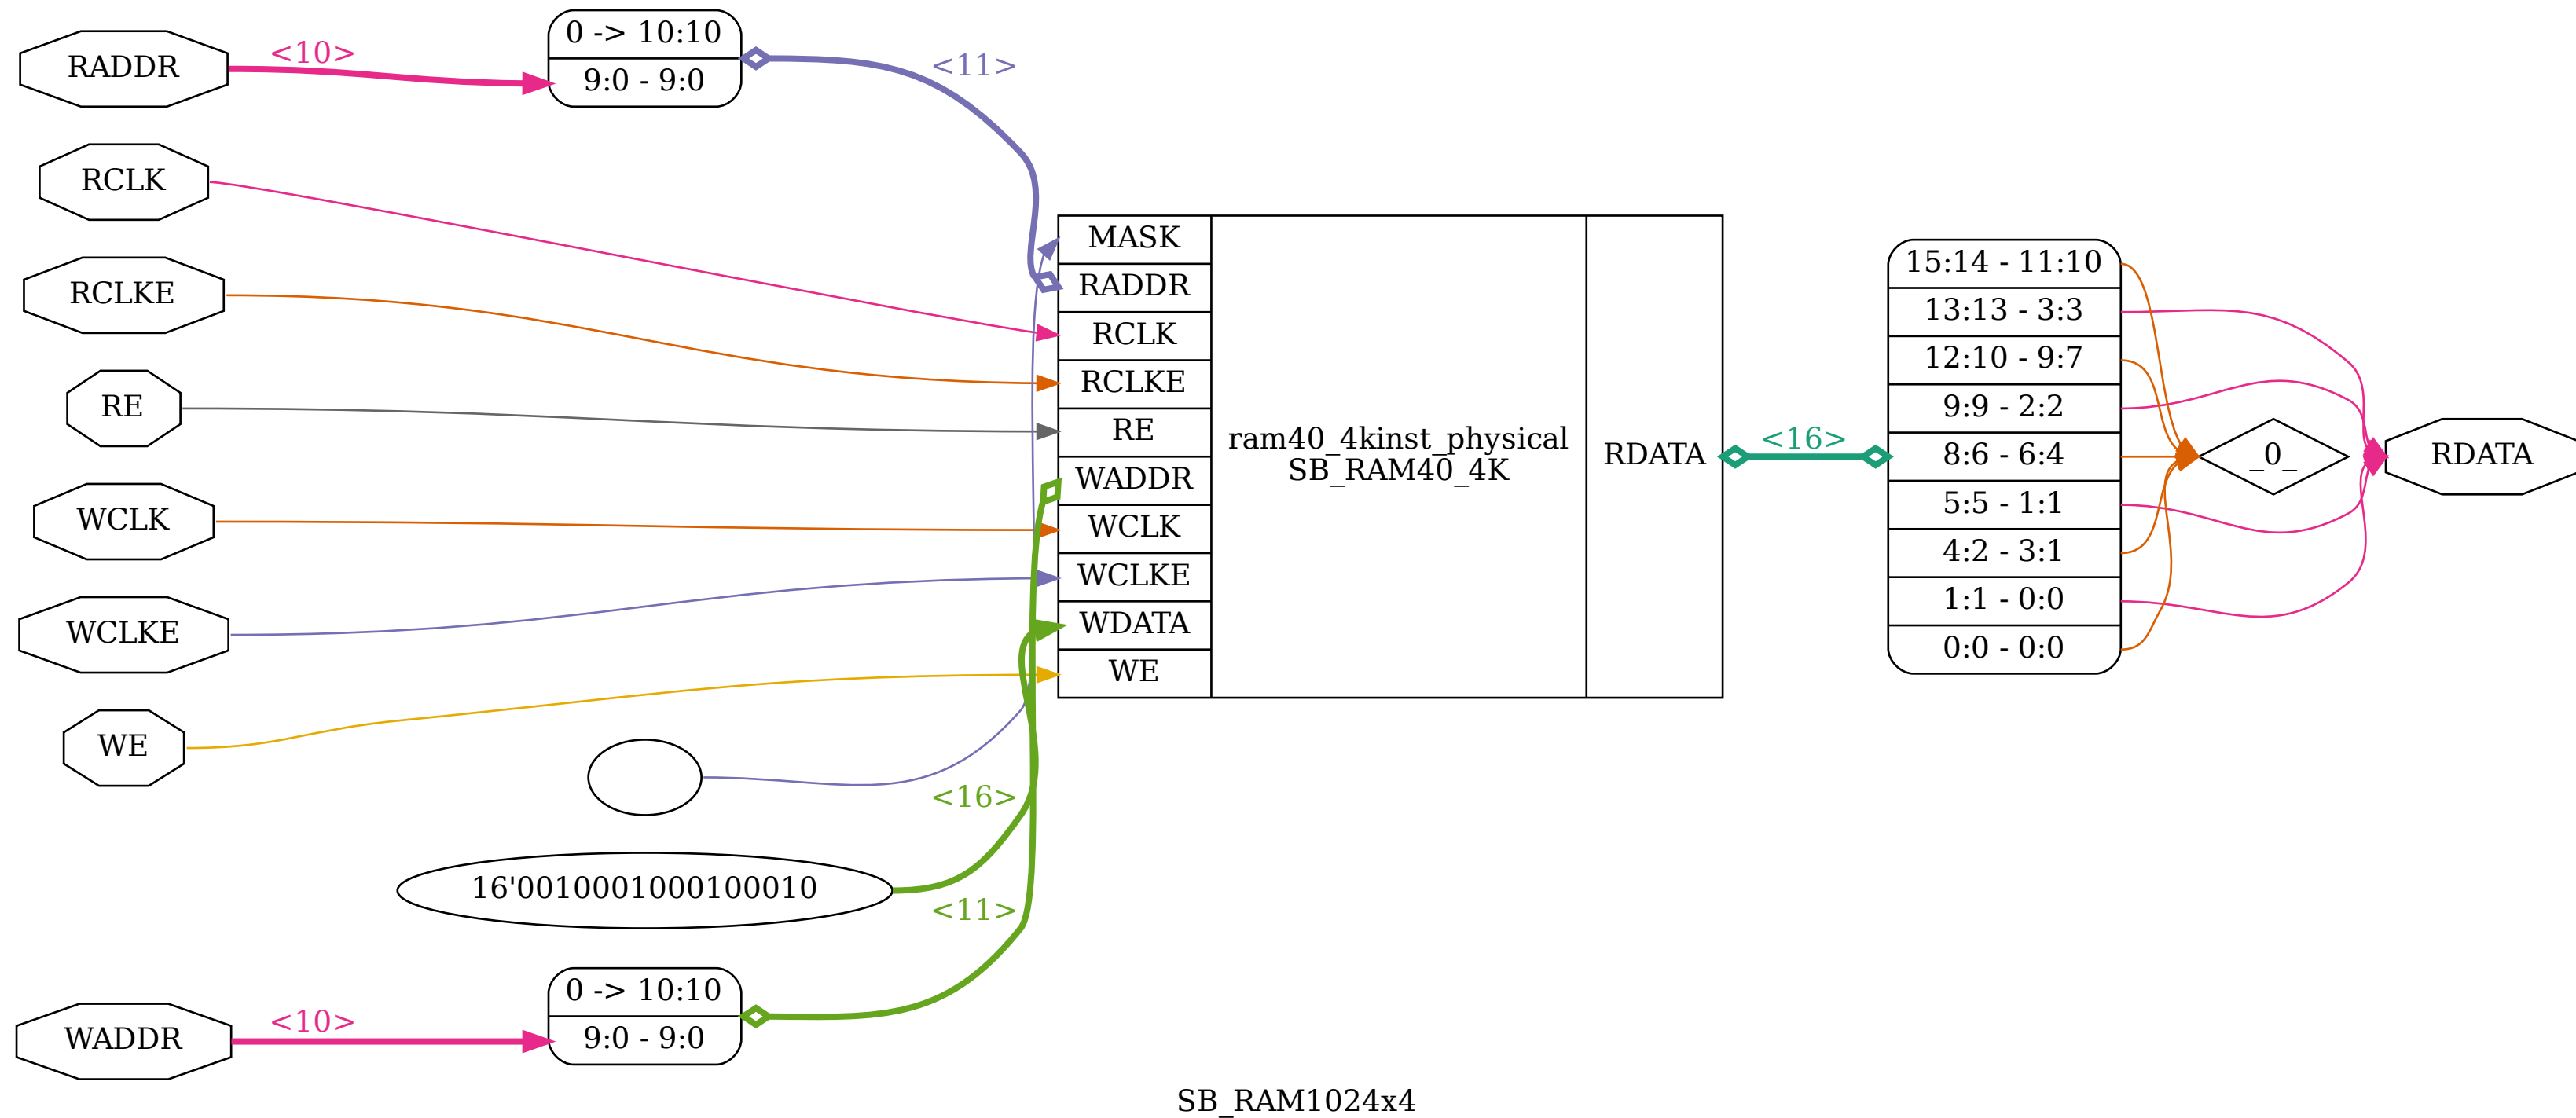 RADDR
<10>
0 -> 10:10
9:0 - 9:0
<11>
RCLK
RCLKE
RE
WCLK
WCLKE
WE
MASK
RADDR
RCLK
RCLKE
RE
WADDR
WCLK
WCLKE
WDATA
WE
ram40_4kinst_physical
SB_RAM40_4K
RDATA
<16>
15:14 - 11:10
13:13 - 3:3
12:10 - 9:7
9:9 - 2:2
8:6 - 6:4
5:5 - 1:1
4:2 - 3:1
1:1 - 0:0
0:0 - 0:0
_0_
RDATA
<16>
16'0010001000100010
<11>
WADDR
<10>
0 -> 10:10
9:0 - 9:0
SB_RAM1024x4